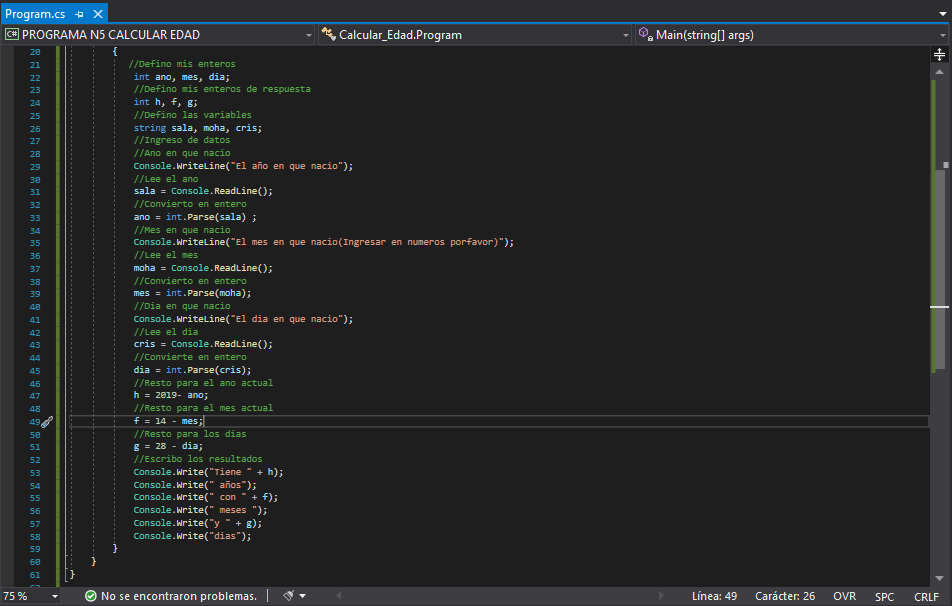 Program.cs
C# PROGRAMA N5 CALCULAR EDAD
Calcular_Edad.Program
Main(string[] args)
20 {
21 //Defino mis enteros
22 int ano, mes, dia;
23 //Defino mis enteros de respuesta
24 int h, f, g;
25 //Defino las variables
26 string sala, moha, cris;
27 //Ingreso de datos
28 //Ano en que nacio
29 Console.WriteLine("El año en que nacio");
30 //Lee el ano
31 sala = Console.ReadLine();
32 //Convierto en entero
33 ano = int.Parse(sala) ;
34 //Mes en que nacio
35 Console.WriteLine("El mes en que nacio(Ingresar en numeros porfavor)");
36 //Lee el mes
37 moha = Console.ReadLine();
38 //Convierto en entero
39 mes = int.Parse(moha);
40 //Dia en que nacio
41 Console.WriteLine("El dia en que nacio");
42 //Lee el dia
43 cris = Console.ReadLine();
44 //Convierte en entero
45 dia = int.Parse(cris);
46 //Resto para el ano actual
47 h = 2019- ano;
48 //Resto para el mes actual
49 f = 14 - mes;
50 //Resto para los dias
51 g = 28 - dia;
52 //Escribo los resultados
53 Console.Write("Tiene " + h);
54 Console.Write(" años");
55 Console.Write(" con " + f);
56 Console.Write(" meses ");
57 Console.Write("y " + g);
58 Console.Write("dias");
59 }
60 }
61 }
75 %
No se encontraron problemas.
Línea: 49
Carácter: 26
OVR
SPC
CRLF